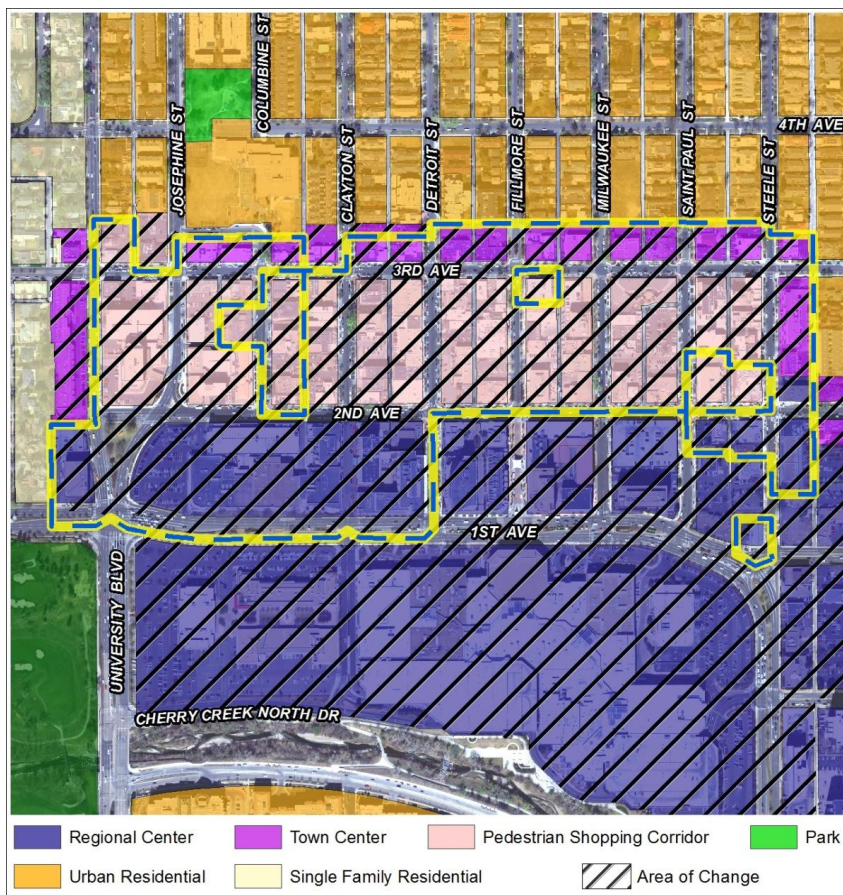 COLUMBINE ST
JOSEPHINE ST
CLAYTON ST
DETROIT ST
FILLMORE ST
MILWAUKEE ST
SAINT PAUL ST
STEELE ST
4TH AVE
3RD AVE
2ND AVE
1ST AVE
UNIVERSITY BLVD
CHERRY CREEK NORTH DR
Regional Center
Town Center
Pedestrian Shopping Corridor
Park
Urban Residential
Single Family Residential
Area of Change